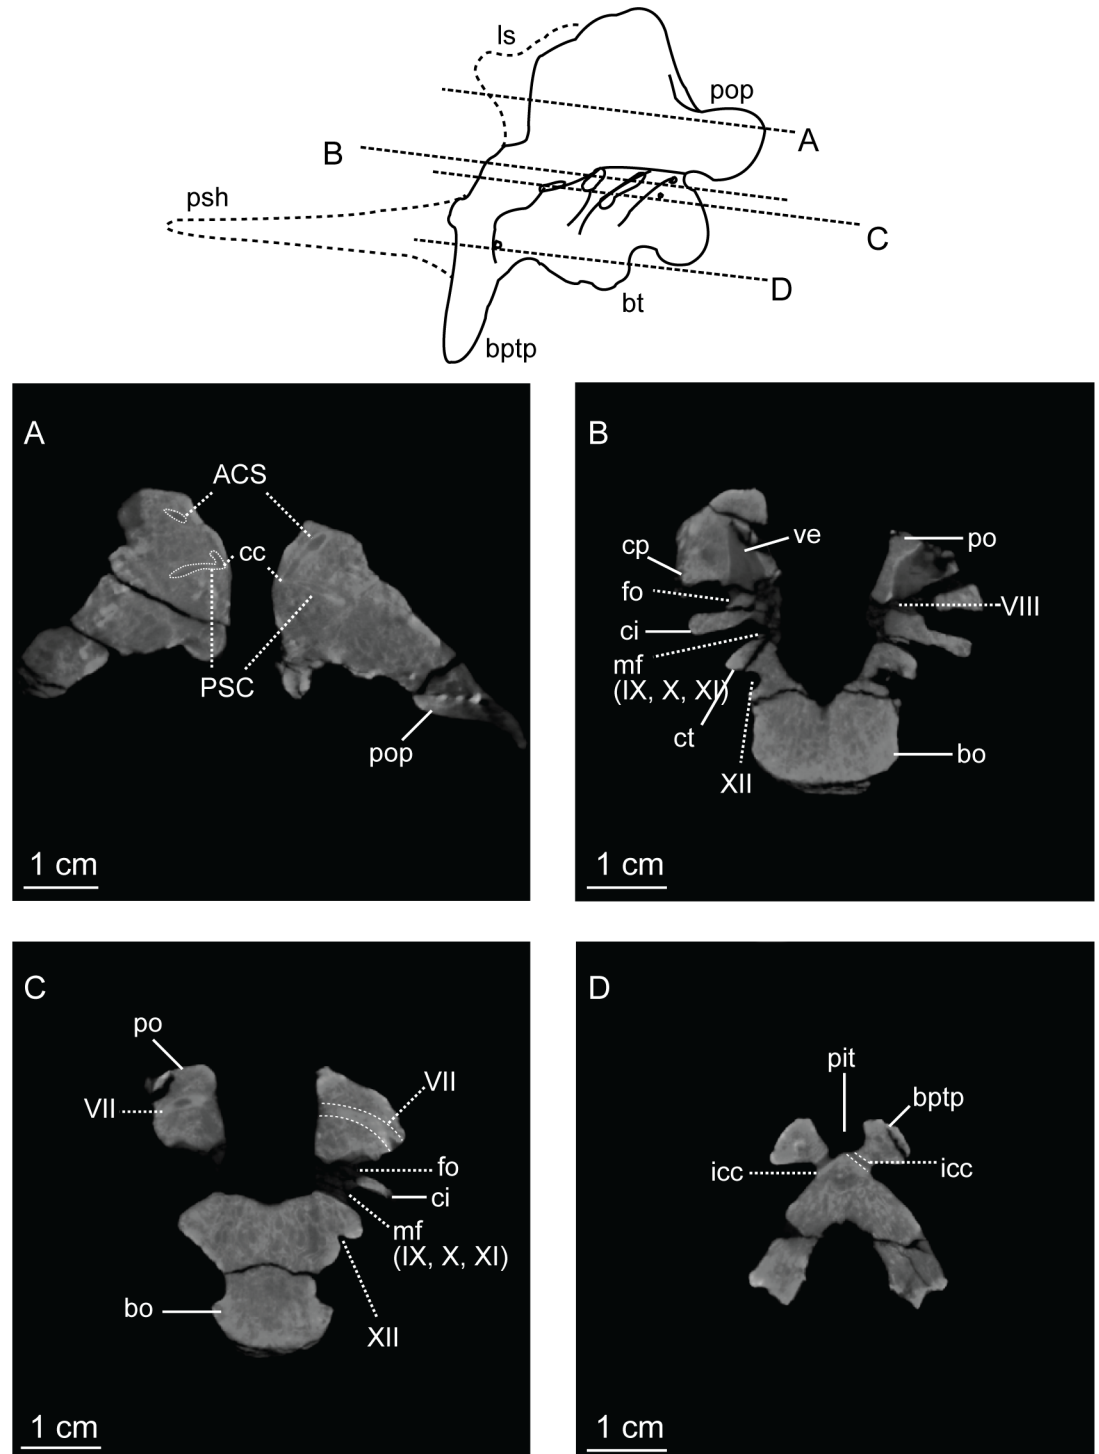 ls
pop
A
B
psh
C
D
bt
bptp
A
ACS
cc
PSC
pop
1 cm
B
cp
ve
po
fo
VIII
ci
mf
(IX, X, XI)
ct
XII
bo
1 cm
C
po
VII
VII
fo
ci
mf
(IX, X, XI)
bo
XII
1 cm
D
pit
bptp
icc
icc
1 cm